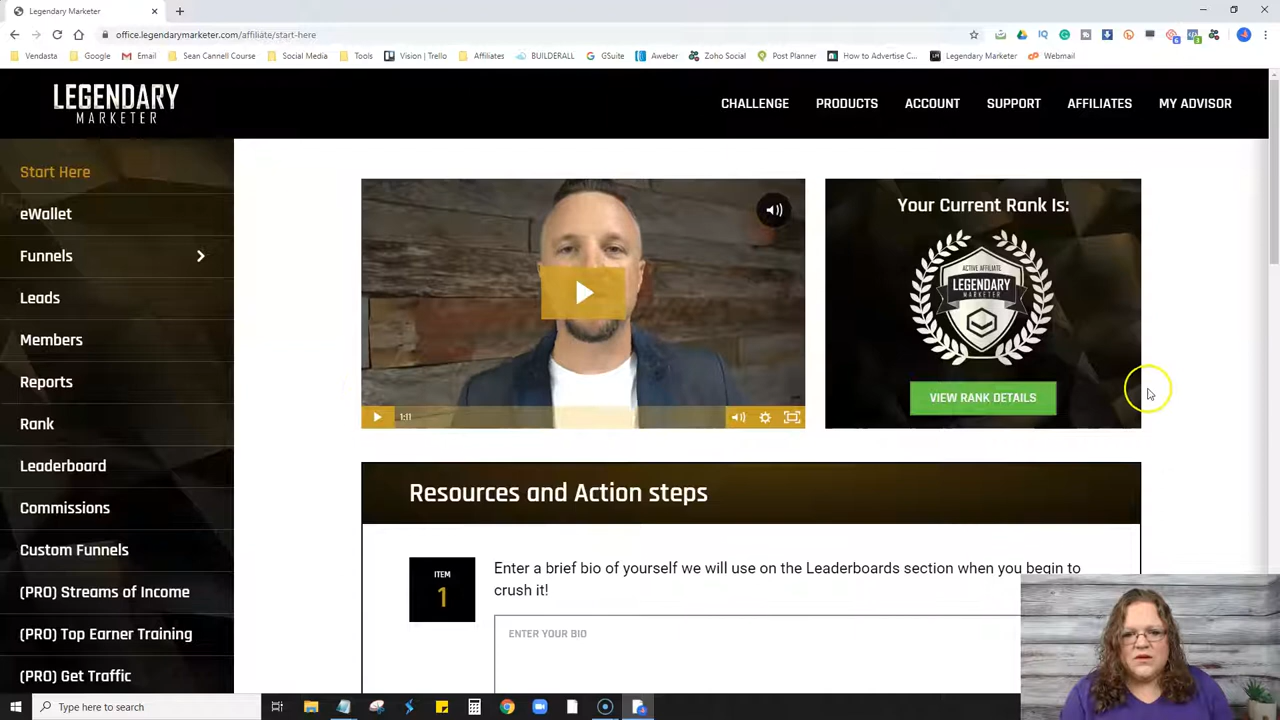 Legendary Marketer
office.legendarymarketer.com/affiliate/start-here
Vendasta Google Email Sean Cannell Course Social Media Tools Vision | Trello Affiliates BUILDERALL GSuite Aweber Zoho Social Post Planner How to Advertise C... Legendary Marketer Webmail
LEGENDARY
MARKETER
CHALLENGE PRODUCTS ACCOUNT SUPPORT AFFILIATES MY ADVISOR
Start Here
eWallet
Funnels
Leads
Members
Reports
Rank
Leaderboard
Commissions
Custom Funnels
(PRO) Streams of Income
(PRO) Top Earner Training
(PRO) Get Traffic
1:11
Your Current Rank Is:
ACTIVE AFFILIATE
LEGENDARY
MARKETER
VIEW RANK DETAILS
Resources and Action steps
ITEM
1
Enter a brief bio of yourself we will use on the Leaderboards section when you begin to
crush it!
ENTER YOUR BIO
Type here to search